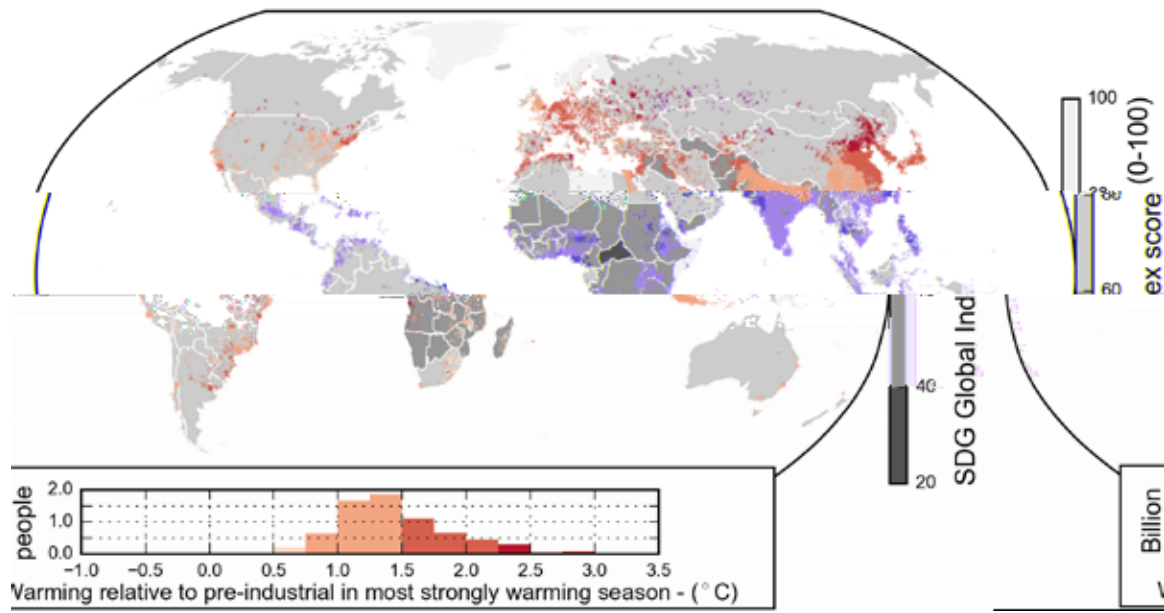 100
(0-100)
ex score
60
SDG Global Ind
40
20
people
2.0
1.0
0.0
-1.0 -0.5 0.0 0.5 1.0 1.5 2.0 2.5 3.0 3.5
Warming relative to pre-industrial in most strongly warming season - (°C)
Billion